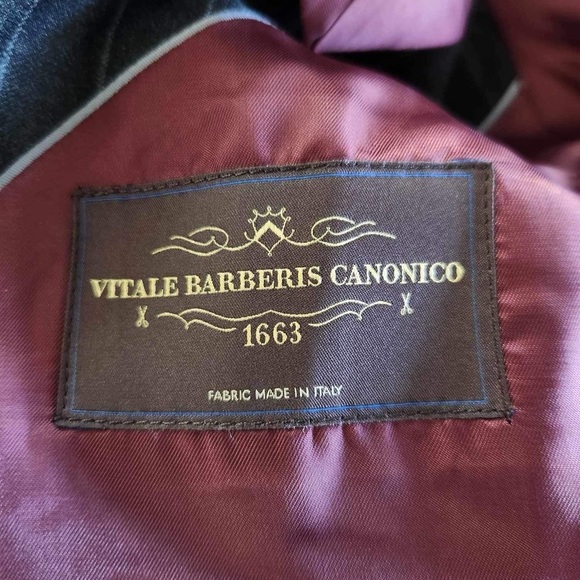 VITALE BARBERIS CANONICO
1663
FABRIC MADE IN ITALY